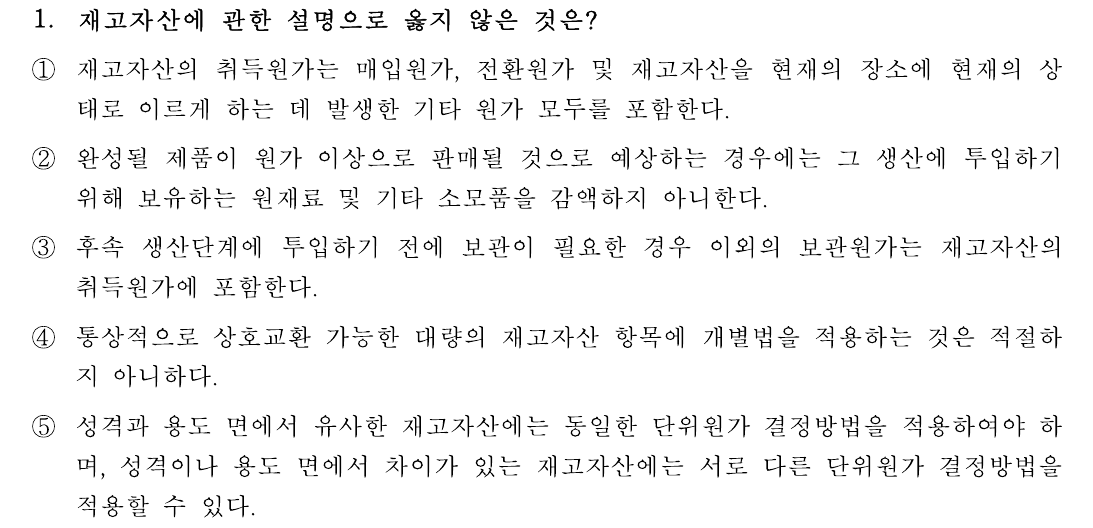 1. 재고자산에 관한 설명으로 옳지 않은 것은?
① 재고자산의 취득원가는 매입원가, 전환원가 및 재고자산을 현재의 장소에 현재의 상
태로 이르게 하는 데 발생한 기타 원가 모두를 포함한다.
② 완성될 제품이 원가 이상으로 판매될 것으로 예상하는 경우에는 그 생산에 투입하기
위해 보유하는 원재료 및 기타 소모품을 감액하지 아니한다.
③ 후속 생산단계에 투입하기 전에 보관이 필요한 경우 이외의 보관원가는 재고자산의
취득원가에 포함한다.
④ 통상적으로 상호교환 가능한 대량의 재고자산 항목에 개별법을 적용하는 것은 적절하
지 아니하다.
⑤ 성격과 용도 면에서 유사한 재고자산에는 동일한 단위원가 결정방법을 적용하여야 하
며, 성격이나 용도 면에서 차이가 있는 재고자산에는 서로 다른 단위원가 결정방법을
적용할 수 있다.